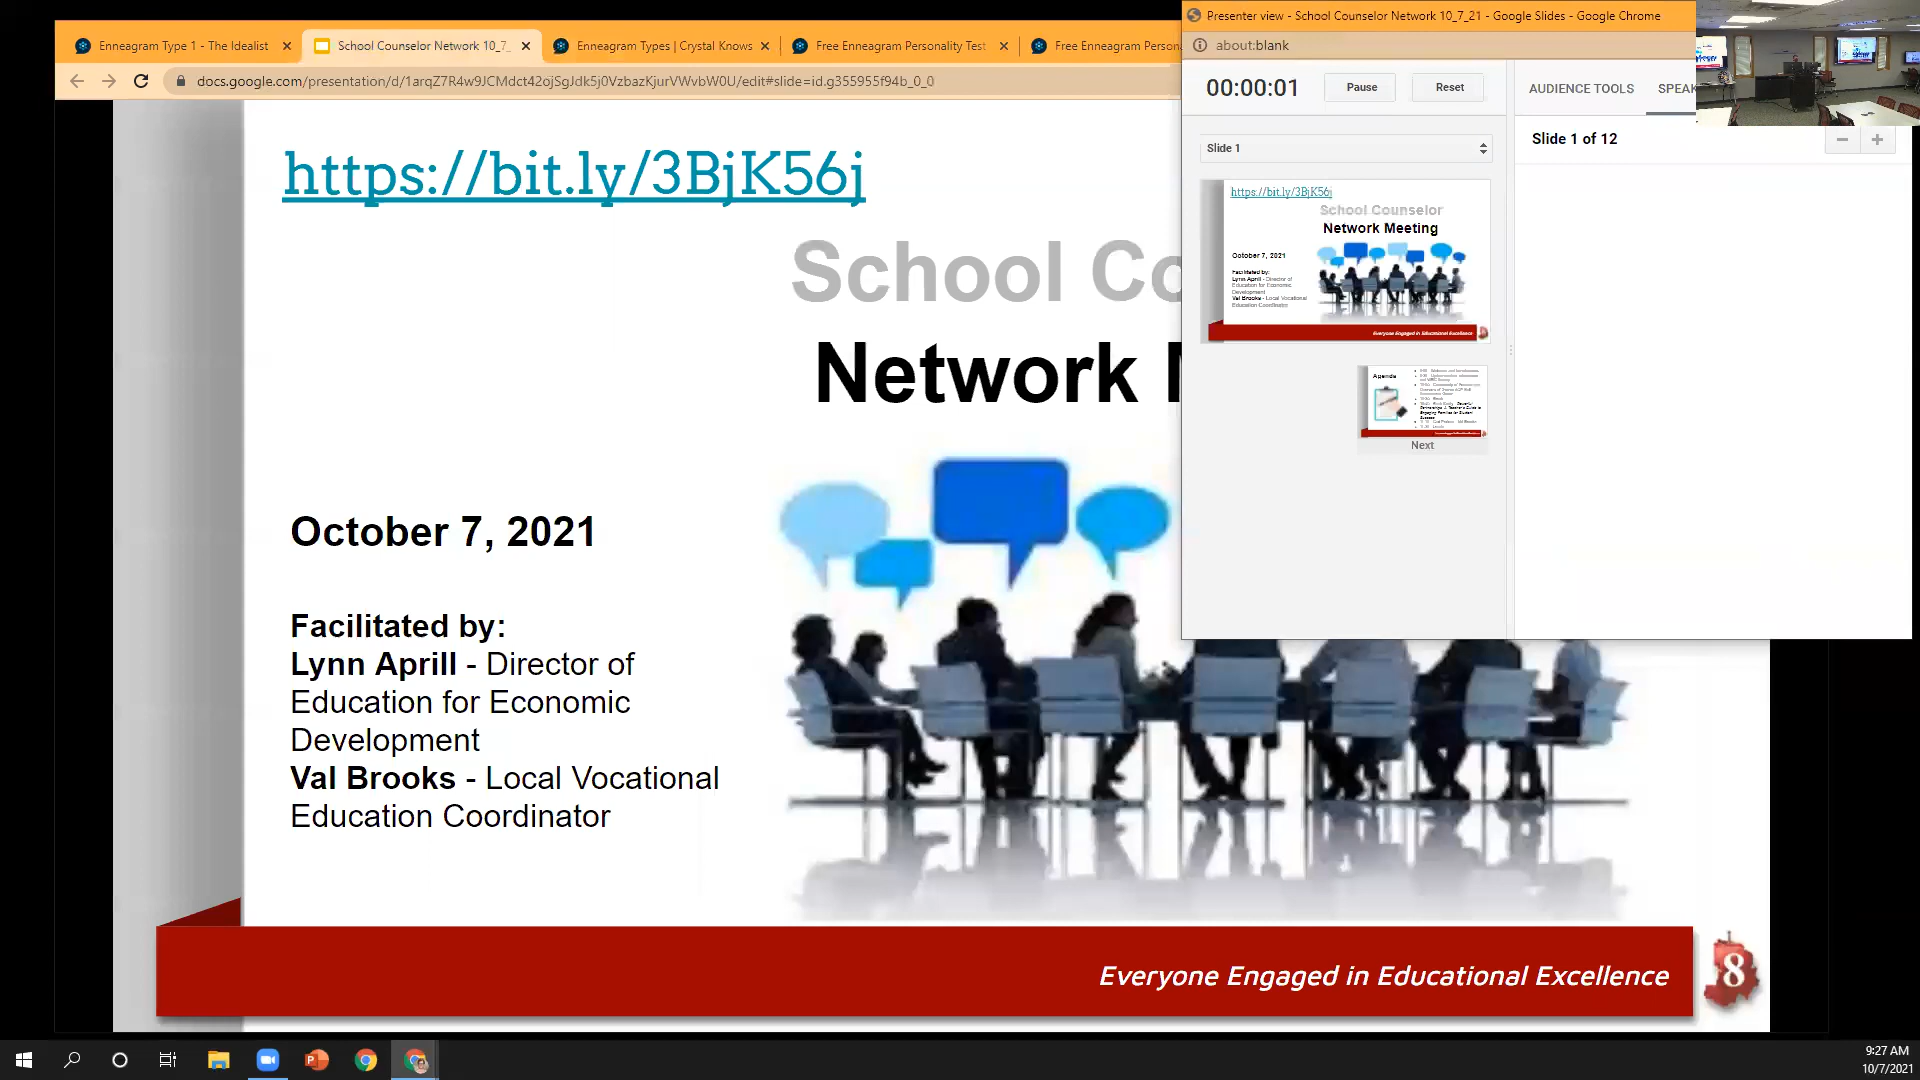 Enneagram Type 1 - The Idealist
School Counselor Network 10_7_
Enneagram Types | Crystal Knows
Free Enneagram Personality Test
Free Enneagram Person
docs.google.com/presentation/d/1arqZ7R4w9JCMdct42ojSgJdk5j0VzbazKjurVWvbW0U/edit#slide=id.g355955f94b_0_0
https://bit.ly/3BjK56j
School Co
Network
October 7, 2021
Facilitated by:
Lynn Aprill - Director of
Education for Economic
Development
Val Brooks - Local Vocational
Education Coordinator
Everyone Engaged in Educational Excellence
8
Presenter view - School Counselor Network 10_7_21 - Google Slides - Google Chrome
about:blank
00:00:01
Pause
Reset
AUDIENCE TOOLS
SPEAK
Slide 1
Slide 1 of 12
https://bit.ly/3BjK56j
School Counselor
Network Meeting
October 7, 2021
Facilitated by:
Lynn Aprill - Director of
Education for Economic
Development
Val Brooks - Local Vocational
Education Coordinator
Everyone Engaged in Educational Excellence
Agenda
Next
9:27 AM
10/7/2021